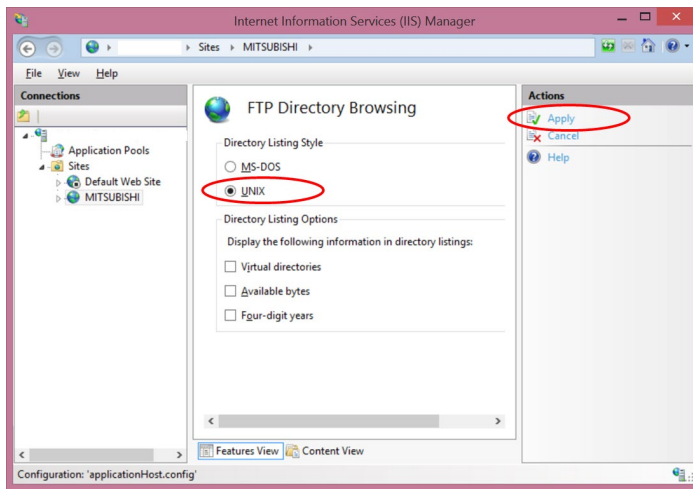 Internet Information Services (IIS) Manager
Sites MITSUBISHI
File View Help
Connections
Application Pools
Sites
Default Web Site
MITSUBISHI
FTP Directory Browsing
Directory Listing Style
MS-DOS
UNIX
Directory Listing Options
Display the following information in directory listings:
Virtual directories
Available bytes
Four-digit years
Features View Content View
Actions
Apply
Cancel
Help
Configuration: 'applicationHost.config'